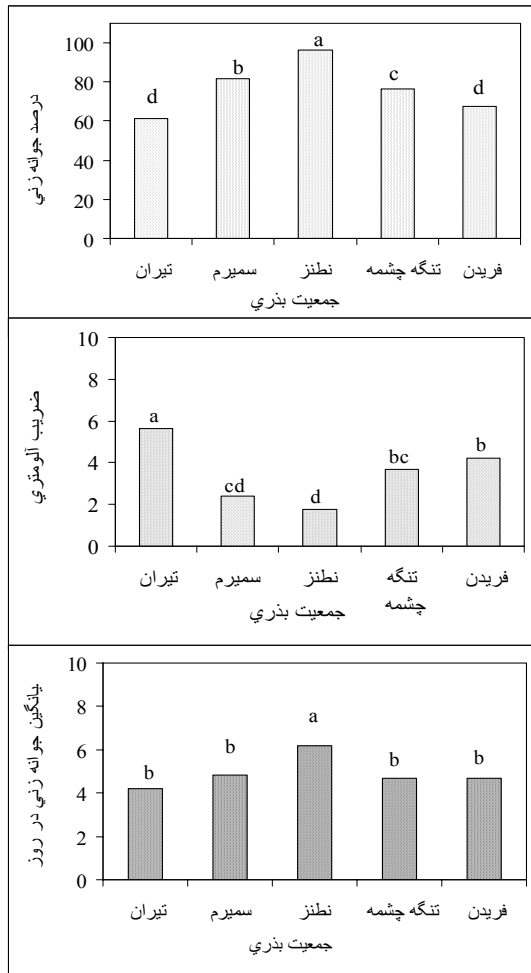 درصد جوانه زني
100
80
60
40
20
0
d
b
a
c
d
تيران
سميرم
نطنز
تنگه چشمه
فريدن
جمعيت بذري
ضريب آلومتري
10
8
6
4
2
0
a
cd
d
bc
b
تيران
سميرم
نطنز
تنگه
چشمه
فريدن
جمعيت بذري
يانگين جوانه زني در روز
10
8
6
4
2
0
b
b
a
b
b
تيران
سميرم
نطنز
تنگه چشمه
فريدن
جمعيت بذري